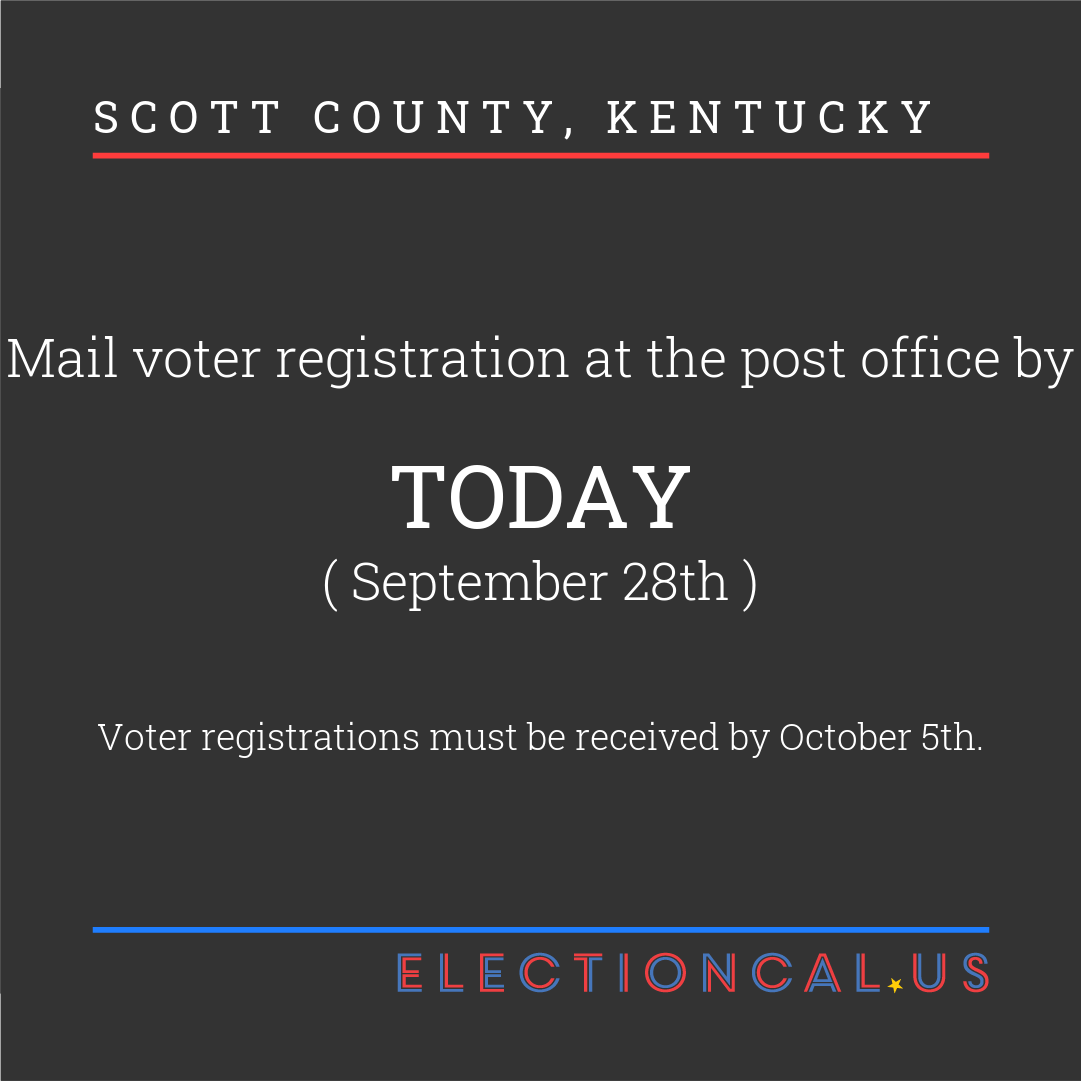 SCOTT COUNTY, KENTUCKY
Mail voter registration at the post office by
TODAY
( September 28th )
Voter registrations must be received by October 5th.
ELECTIONCAL.US